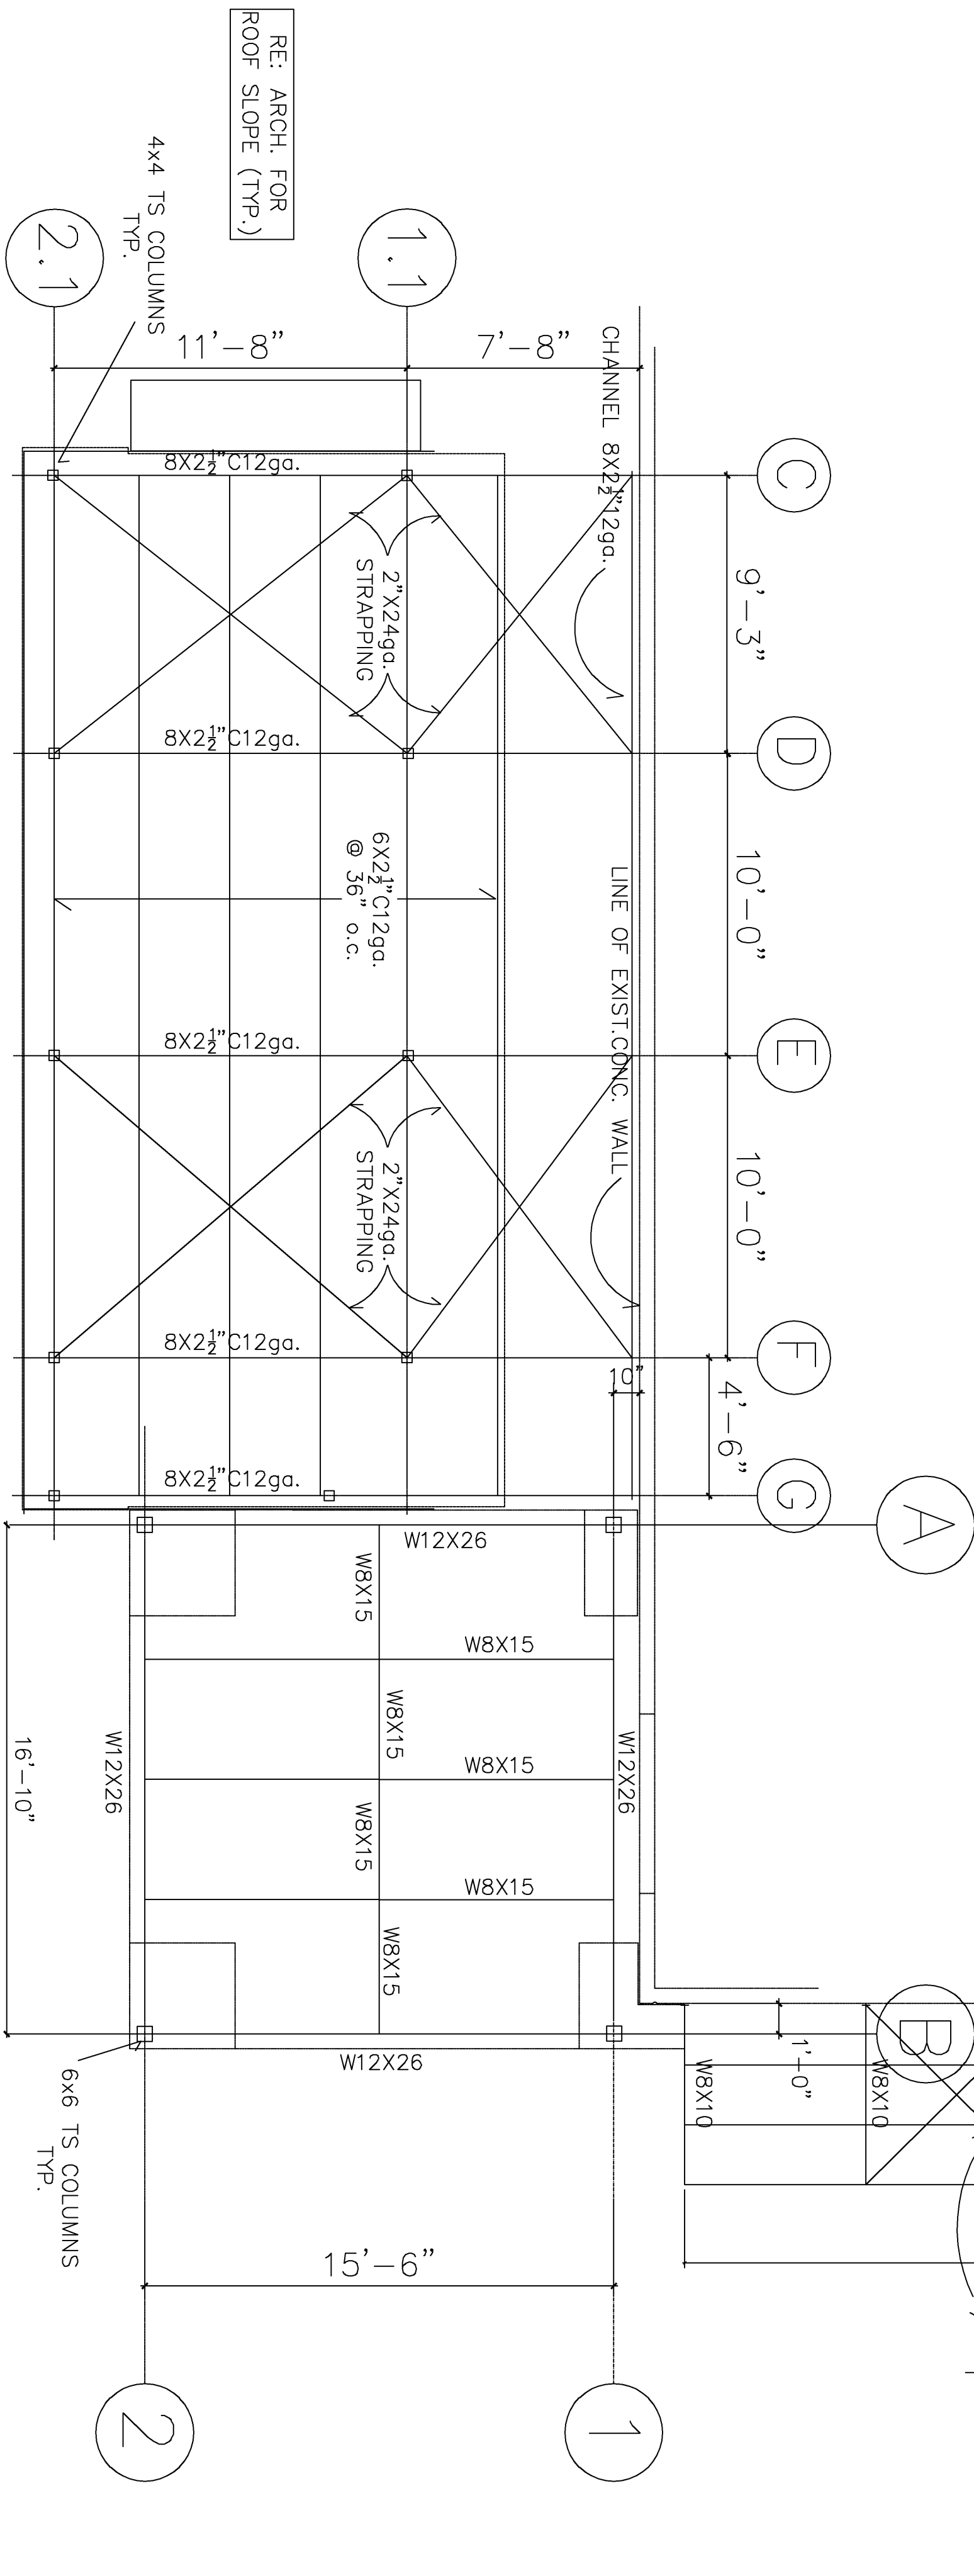 RE: ARCH. FOR
ROOF SLOPE (TYP.)
4x4 TS COLUMNS
TYP.
2.1
1.1
11'-8"
7'-8"
CHANNEL 8X2½"12ga.
C
9'-3"
D
10'-0"
E
10'-0"
F
4'-6"
G
10"
A
8X2½"C12ga.
2"X24ga.
STRAPPING
8X2½"C12ga.
6X2½"C12ga.
@ 36" o.c.
LINE OF EXIST.CONC. WALL
8X2½"C12ga.
2"X24ga.
STRAPPING
8X2½"C12ga.
8X2½"C12ga.
W12X26
W8X15
W8X15
W8X15
W8X15
W12X26
W12X26
16'-10"
W8X15
W8X15
W8X15
W12X26
B
1'-0"
W8X10
W8X10
6x6 TS COLUMNS
TYP.
15'-6"
2
1